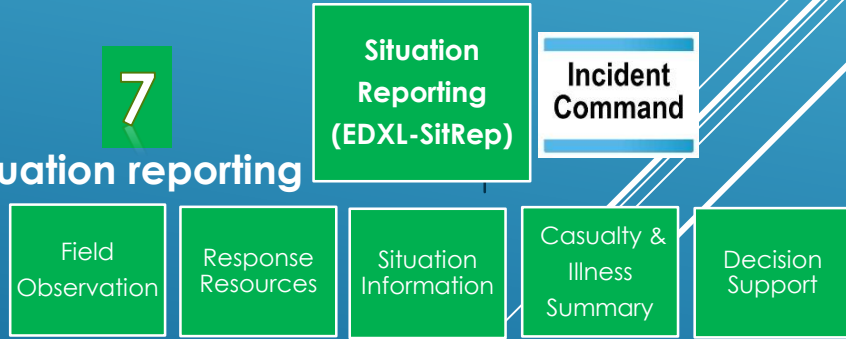 Situation
Reporting
(EDXL-SitRep)
Incident
Command
7
uation reporting
Field
Observation
Response
Resources
Situation
Information
Casualty &
Illness
Summary
Decision
Support